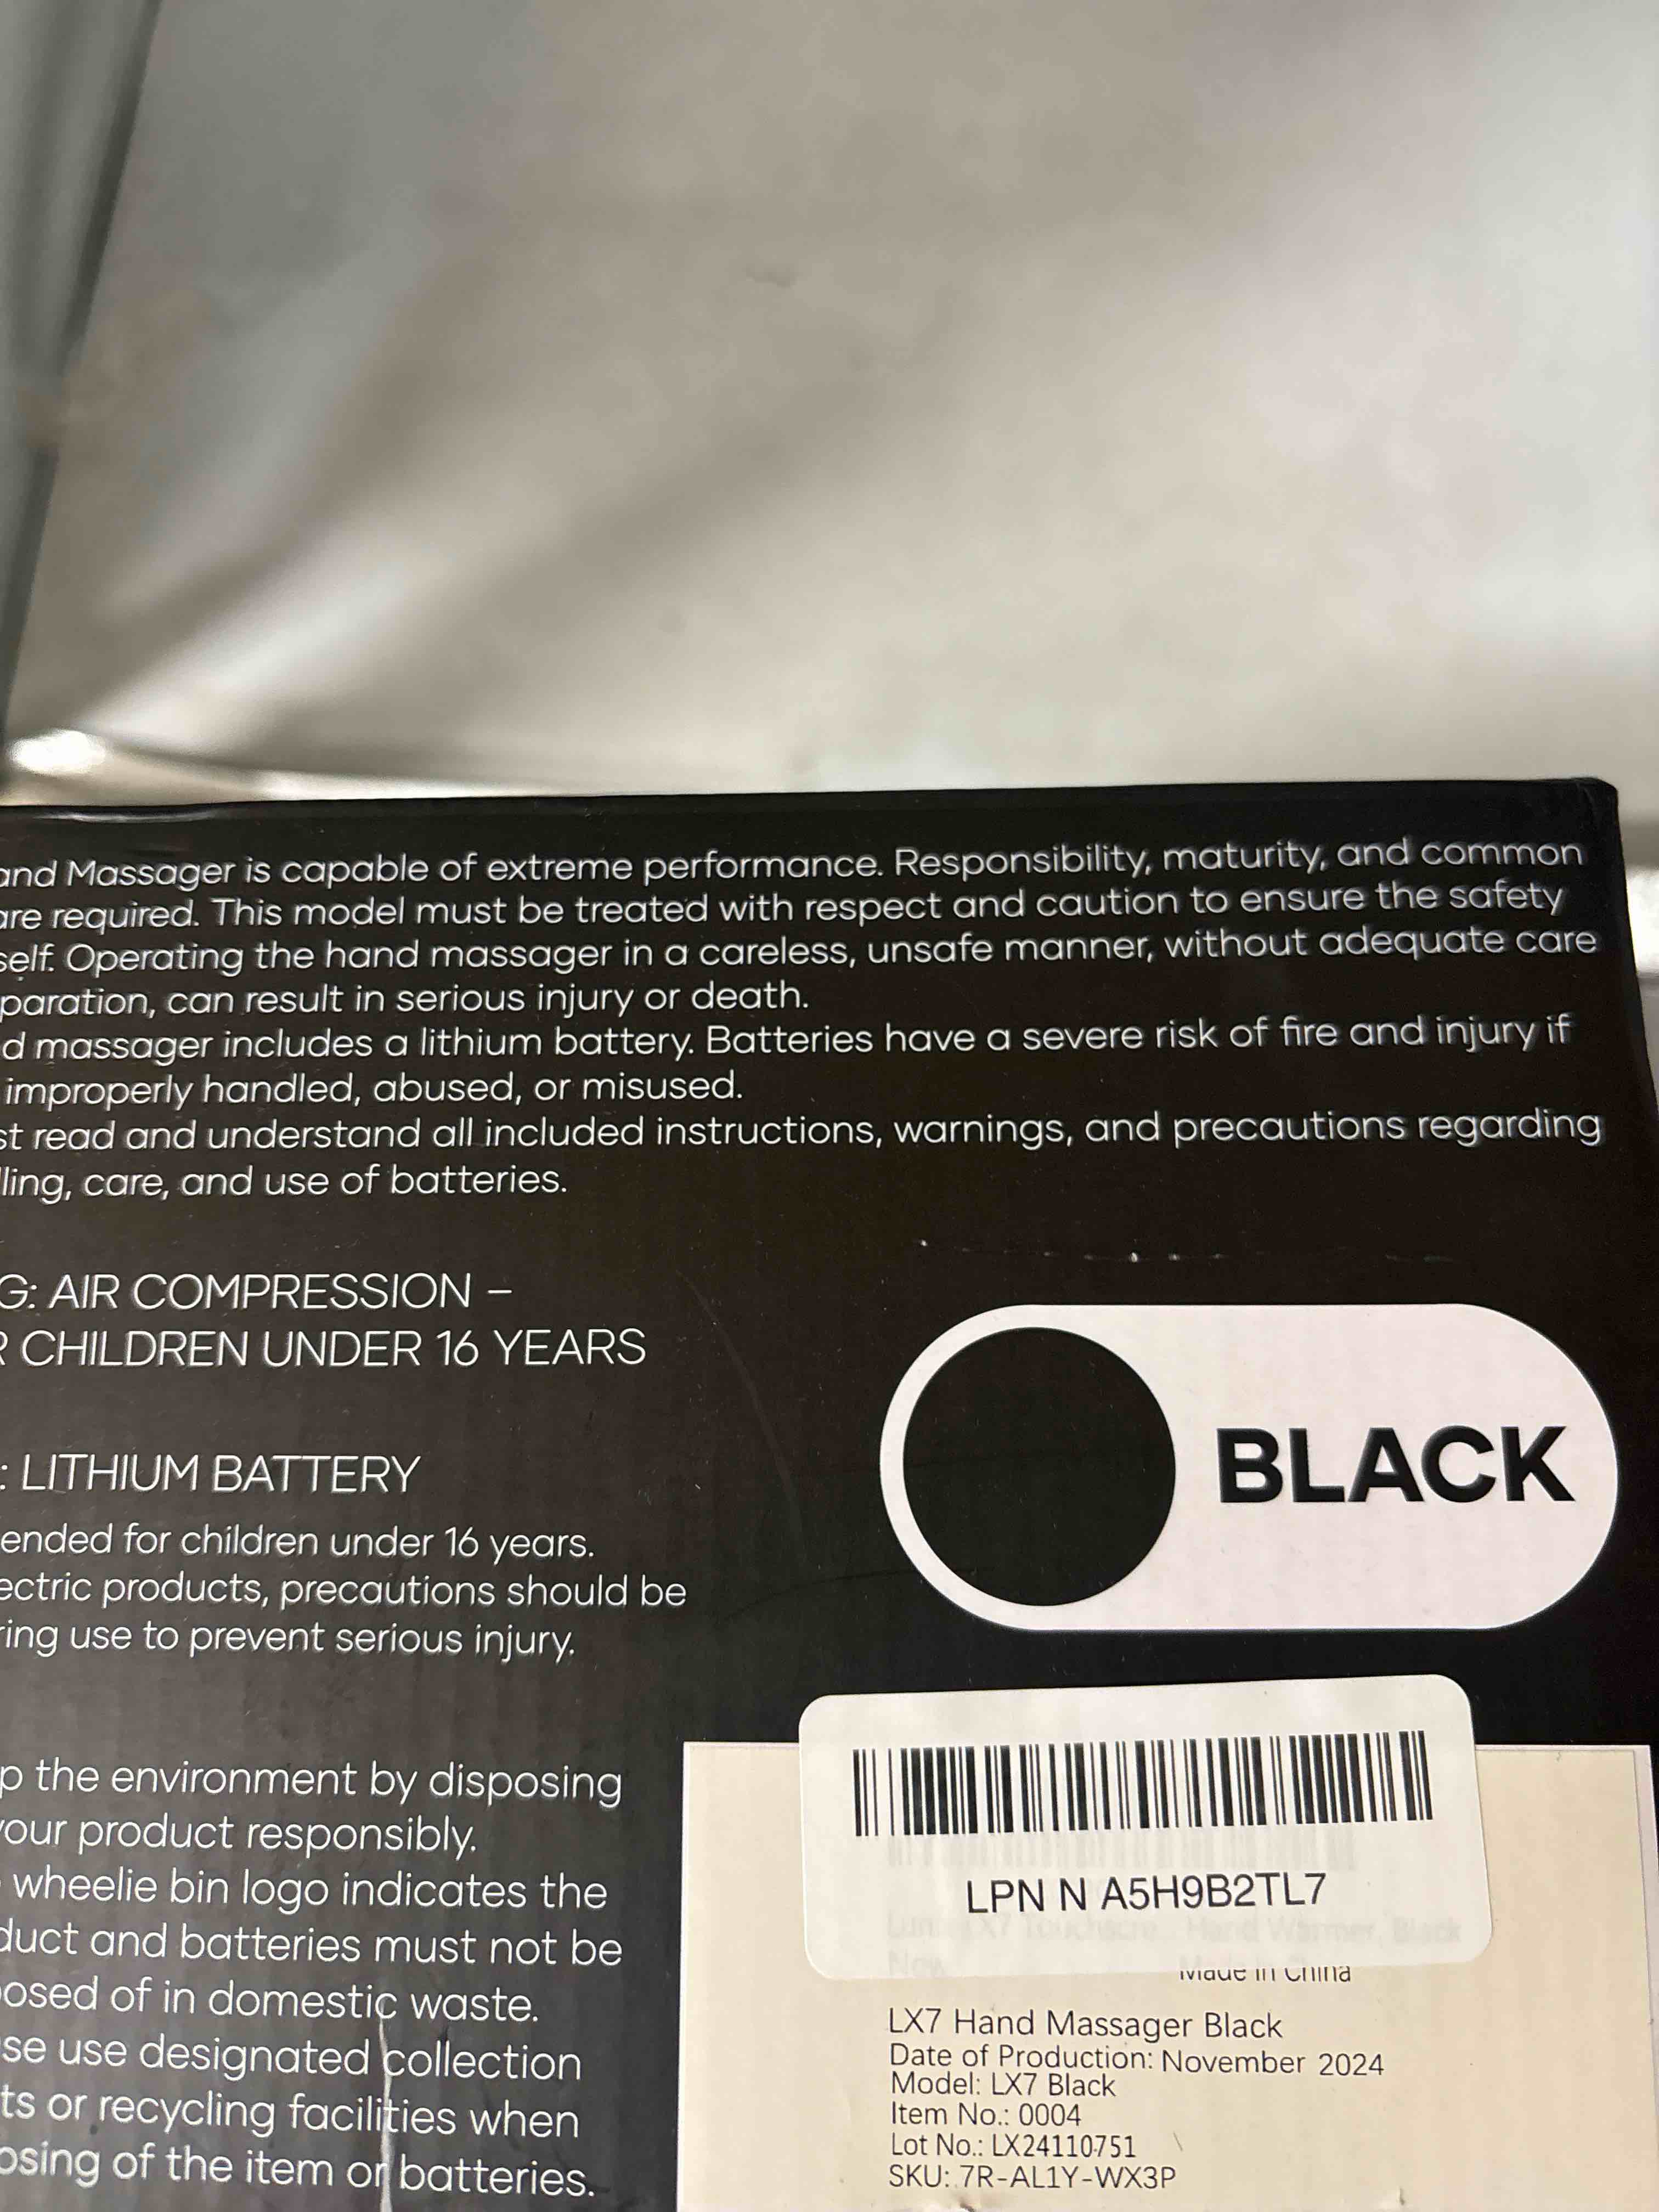 and Massager is capable of extreme performance. Responsibility, maturity, and common
are required. This model must be treated with respect and caution to ensure the safety
self. Operating the hand massager in a careless, unsafe manner, without adequate care
paration, can result in serious injury or death.
d massager includes a lithium battery. Batteries have a severe risk of fire and injury if
improperly handled, abused, or misused.
st read and understand all included instructions, warnings, and precautions regarding
ling, care, and use of batteries.
G: AIR COMPRESSION –
R CHILDREN UNDER 16 YEARS
: LITHIUM BATTERY
ended for children under 16 years.
ectric products, precautions should be
ring use to prevent serious injury.
BLACK
p the environment by disposing
your product responsibly.
wheelie bin logo indicates the
duct and batteries must not be
posed of in domestic waste.
se use designated collection
ts or recycling facilities when
osing of the item or batteries.
LPN N A5H9B2TL7
Hand Warmer, Black
Made in China
LX7 Hand Massager Black
Date of Production: November 2024
Model: LX7 Black
Item No.: 0004
Lot No.: LX24110751
SKU: 7R-AL1Y-WX3P